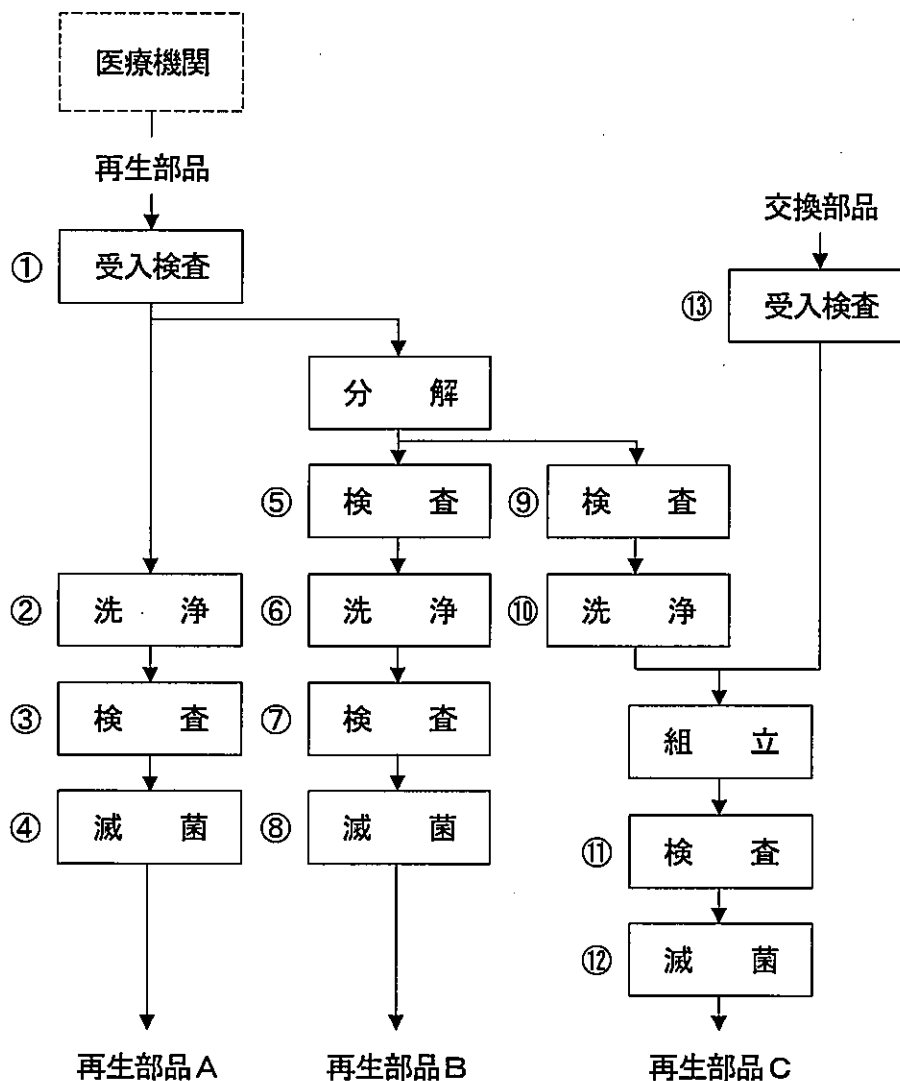 医療機関
再生部品
交換部品
① 受入検査
⑬ 受入検査
分 解
⑤ 検 査
⑨ 検 査
② 洗 浄
⑥ 洗 浄
⑩ 洗 浄
③ 検 査
⑦ 検 査
組 立
④ 滅 菌
⑧ 滅 菌
⑪ 検 査
⑫ 滅 菌
再生部品A
再生部品B
再生部品C